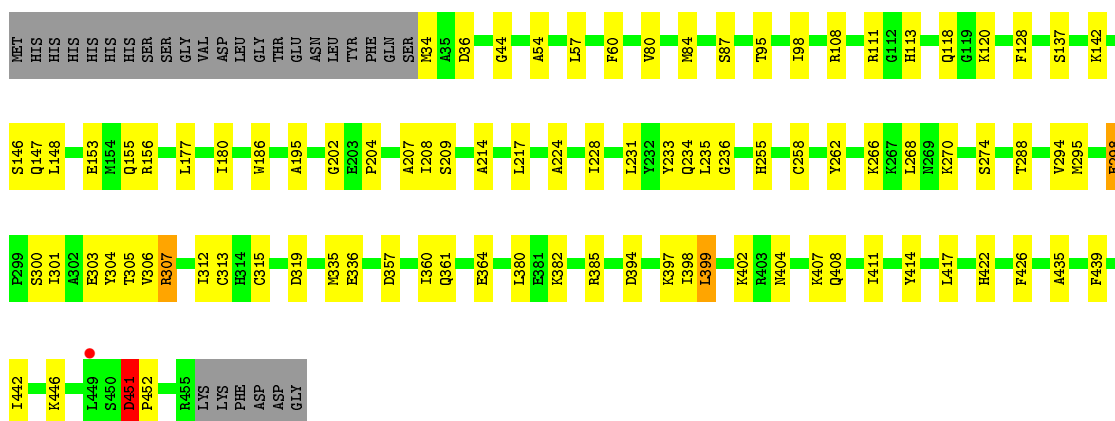 MET HIS HIS HIS HIS HIS HIS SER SER GLY VAL ASP LEU GLY THR GLU ASN LEU TYR PHE GLN SER M34 A35 D36 G44 A54 L57 F60 V80 M84 S87 T95 I98 R108 R111 G112 H113 Q118 G119 K120 F128 S137 K142
S146 Q147 L148 E153 M154 Q155 R156 L177 I180 W186 A195 G202 E203 P204 A207 I208 S209 A214 L217 A224 I228 L231 Y232 Y233 Q234 L235 G236 H255 C258 Y262 K266 K267 L268 N269 K270 S274 T288 V294 M295
P299 S300 I301 A302 E303 Y304 T305 V306 R307 I312 C313 H314 C315 D319 M335 E336 D357 I360 Q361 E364 L380 E381 K382 R385 D394 K397 I398 L399 K402 R403 N404 K407 Q408 I411 Y414 L417 H422 F426 A435 F439
I442 K446 L449 S450 D451 P452 R455 LYS LYS PHE ASP ASP GLY